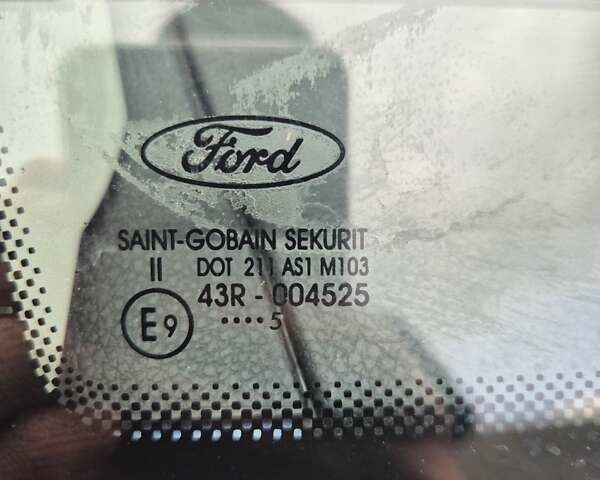 Ford
SAINT-GOBAIN SEKURIT
II DOT 211 AS1 M103
43R - 004525
E9 ····5